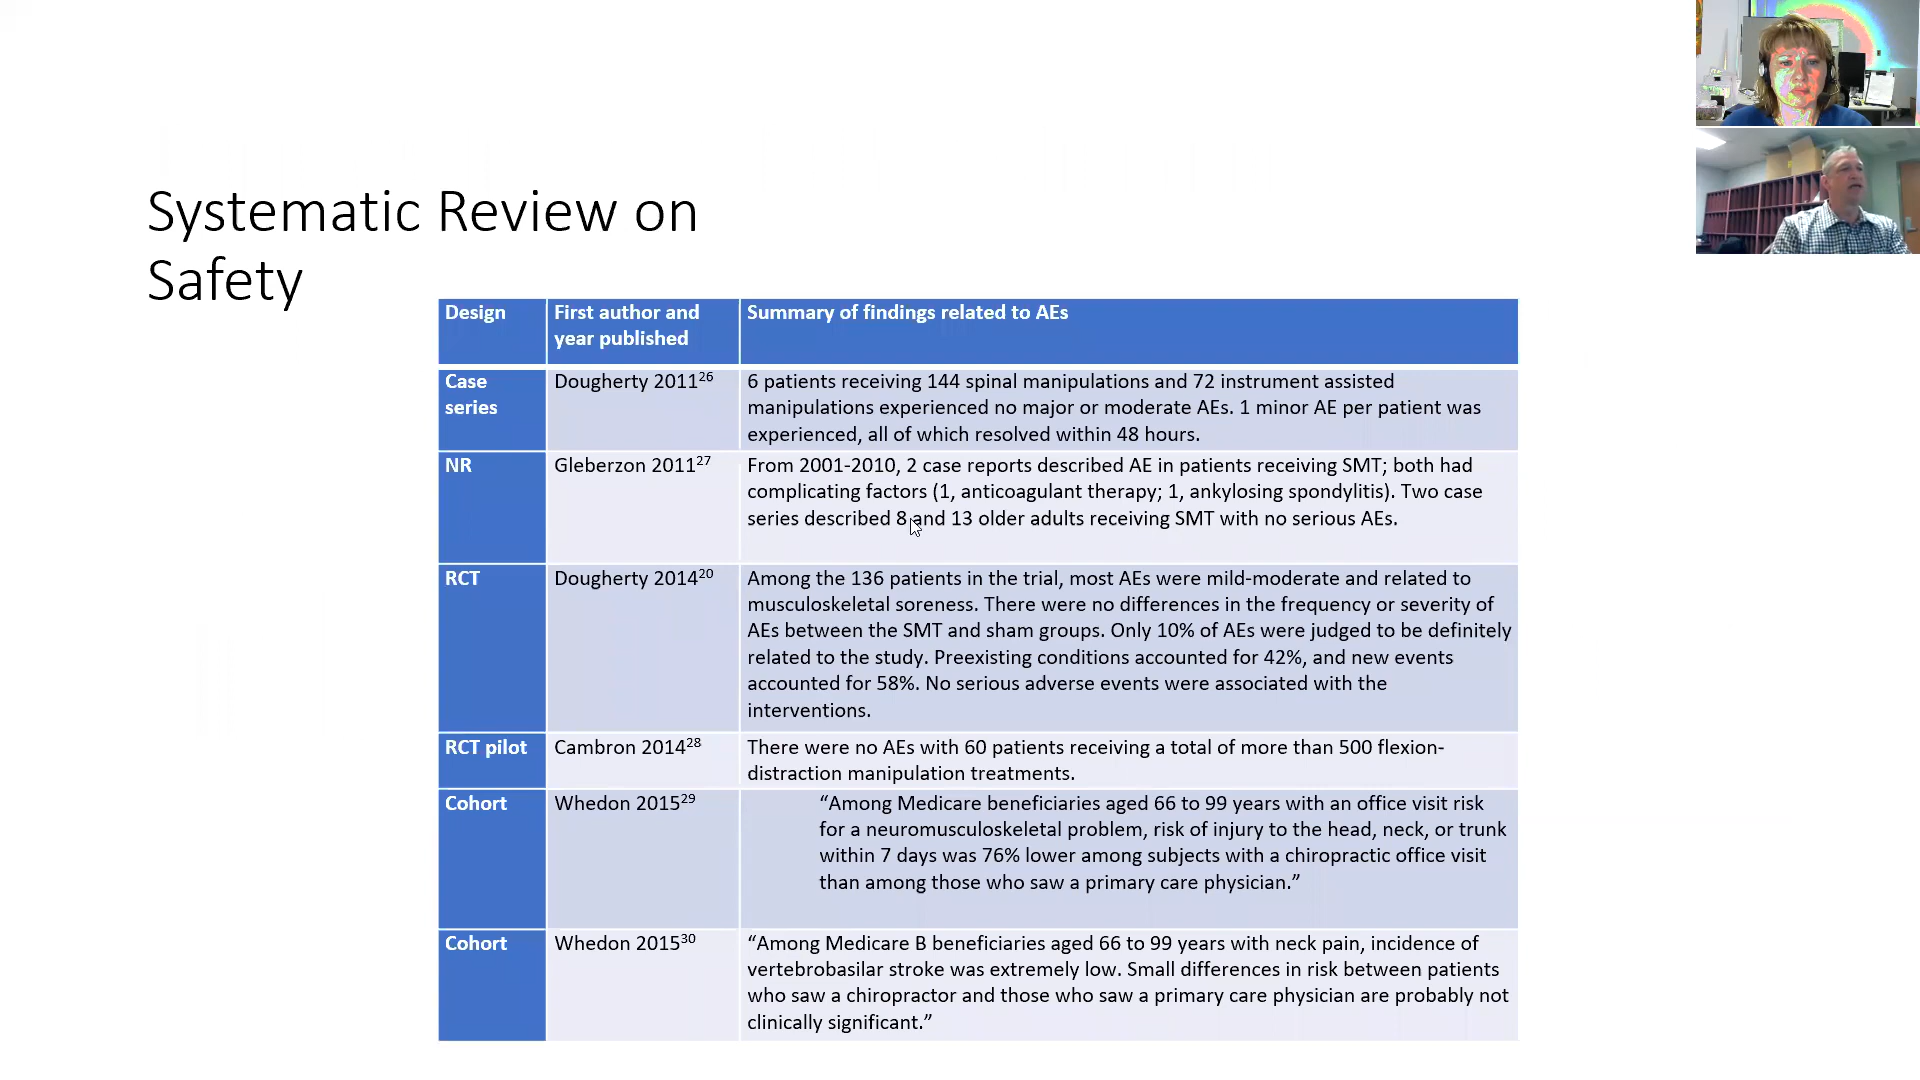 Systematic Review on
Safety
Design
First author and
year published
Summary of findings related to AEs
Case
series
Dougherty 2011²⁶
6 patients receiving 144 spinal manipulations and 72 instrument assisted
manipulations experienced no major or moderate AEs. 1 minor AE per patient was
experienced, all of which resolved within 48 hours.
NR
Gleberzon 2011²⁷
From 2001-2010, 2 case reports described AE in patients receiving SMT; both had
complicating factors (1, anticoagulant therapy; 1, ankylosing spondylitis). Two case
series described 8 and 13 older adults receiving SMT with no serious AEs.
RCT
Dougherty 2014²⁰
Among the 136 patients in the trial, most AEs were mild-moderate and related to
musculoskeletal soreness. There were no differences in the frequency or severity of
AEs between the SMT and sham groups. Only 10% of AEs were judged to be definitely
related to the study. Preexisting conditions accounted for 42%, and new events
accounted for 58%. No serious adverse events were associated with the
interventions.
RCT pilot
Cambron 2014²⁸
There were no AEs with 60 patients receiving a total of more than 500 flexion-
distraction manipulation treatments.
Cohort
Whedon 2015²⁹
“Among Medicare beneficiaries aged 66 to 99 years with an office visit risk
for a neuromusculoskeletal problem, risk of injury to the head, neck, or trunk
within 7 days was 76% lower among subjects with a chiropractic office visit
than among those who saw a primary care physician.”
Cohort
Whedon 2015³⁰
“Among Medicare B beneficiaries aged 66 to 99 years with neck pain, incidence of
vertebrobasilar stroke was extremely low. Small differences in risk between patients
who saw a chiropractor and those who saw a primary care physician are probably not
clinically significant.”